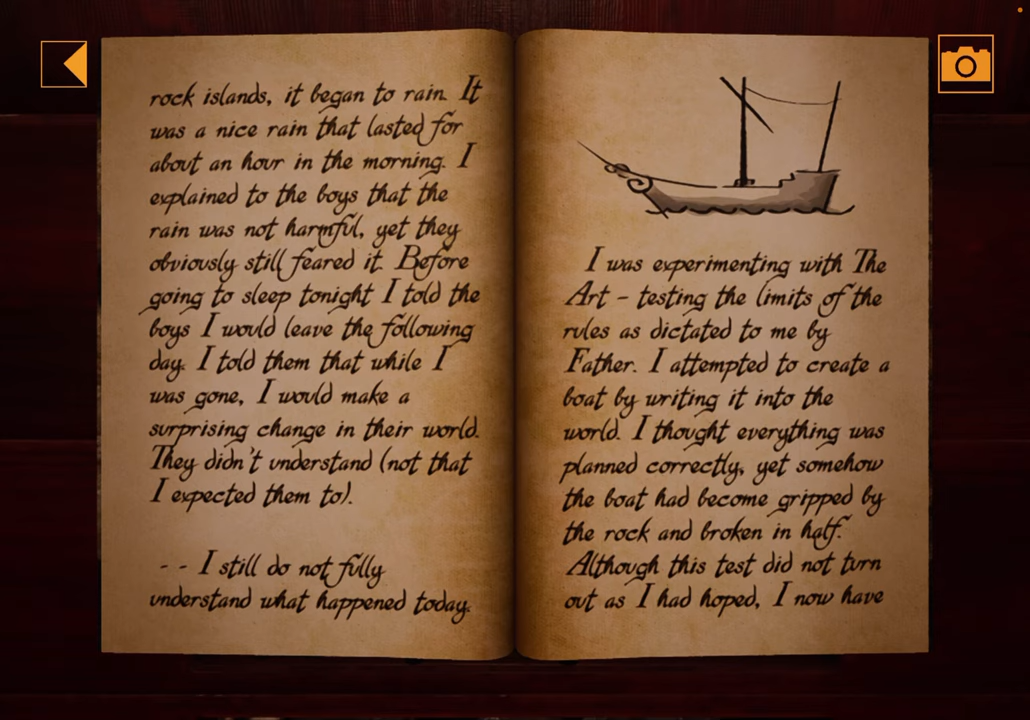 rock islands, it began to rain. It
was a nice rain that lasted for
about an hour in the morning. I
explained to the boys that the
rain was not harmful, yet they
obviously still feared it. Before
going to sleep tonight I told the
boys I would leave the following
day. I told them that while I
was gone, I would make a
surprising change in their world.
They didn't understand (not that
I expected them to).
- - I still do not fully
understand what happened today.
I was experimenting with The
Art - testing the limits of the
rules as dictated to me by
Father. I attempted to create a
boat by writing it into the
world. I thought everything was
planned correctly, yet somehow
the boat had become gripped by
the rock and broken in half.
Although this test did not turn
out as I had hoped, I now have